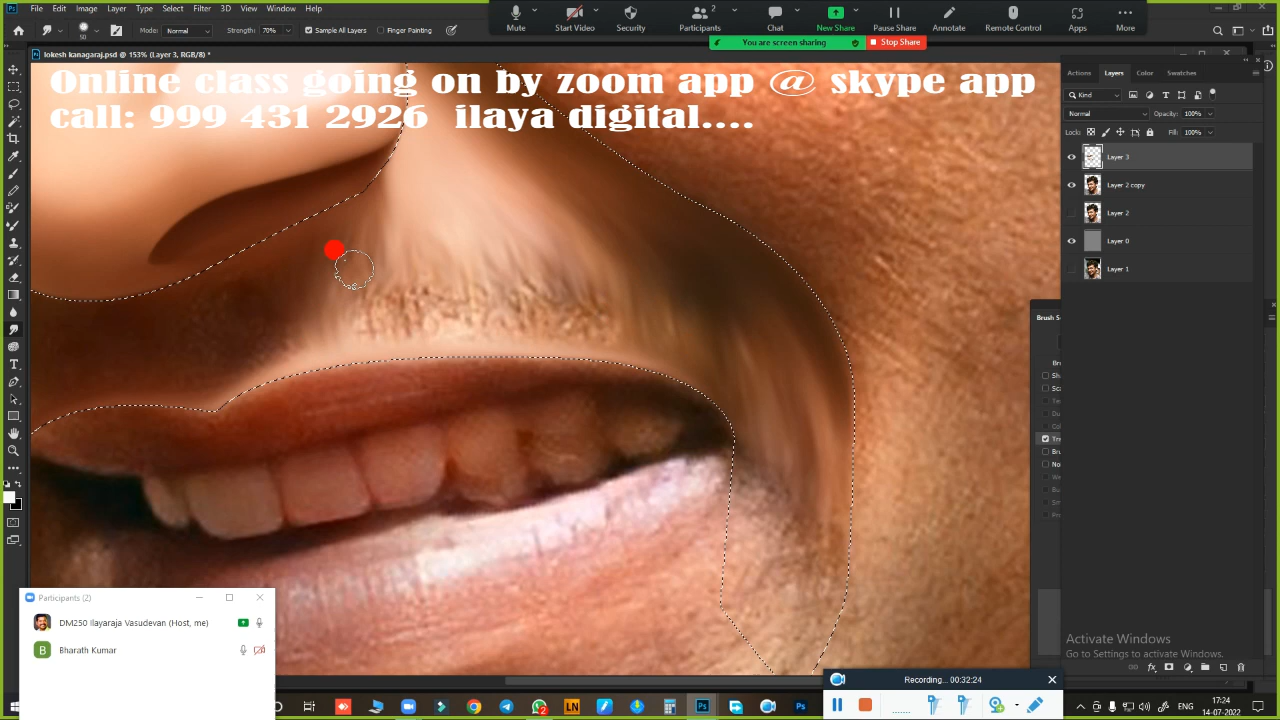 File Edit Image Layer Type Select Filter 3D View Window Help
Mute Start Video Security Participants 2 Chat New Share Pause Share Annotate Remote Control Apps More
You are screen sharing Stop Share
50 Mode: Normal Strength: 70% Sample All Layers Finger Painting
lokesh kanagaraj.psd @ 153% (Layer 3, RGB/8) *
Online class going on by zoom app @ skype app
call: 999 431 2926 ilaya digital....
Actions Layers Color Swatches
Kind
Normal Opacity: 100%
Lock: Fill: 100%
Layer 3
Layer 2 copy
Layer 2
Layer 0
Layer 1
Brush S
Participants (2)
DM250 Ilayaraja Vasudevan (Host, me)
B Bharath Kumar
Activate Windows
Go to Settings to activate Windows.
Recording... 00:32:24
17:24
14-07-2022